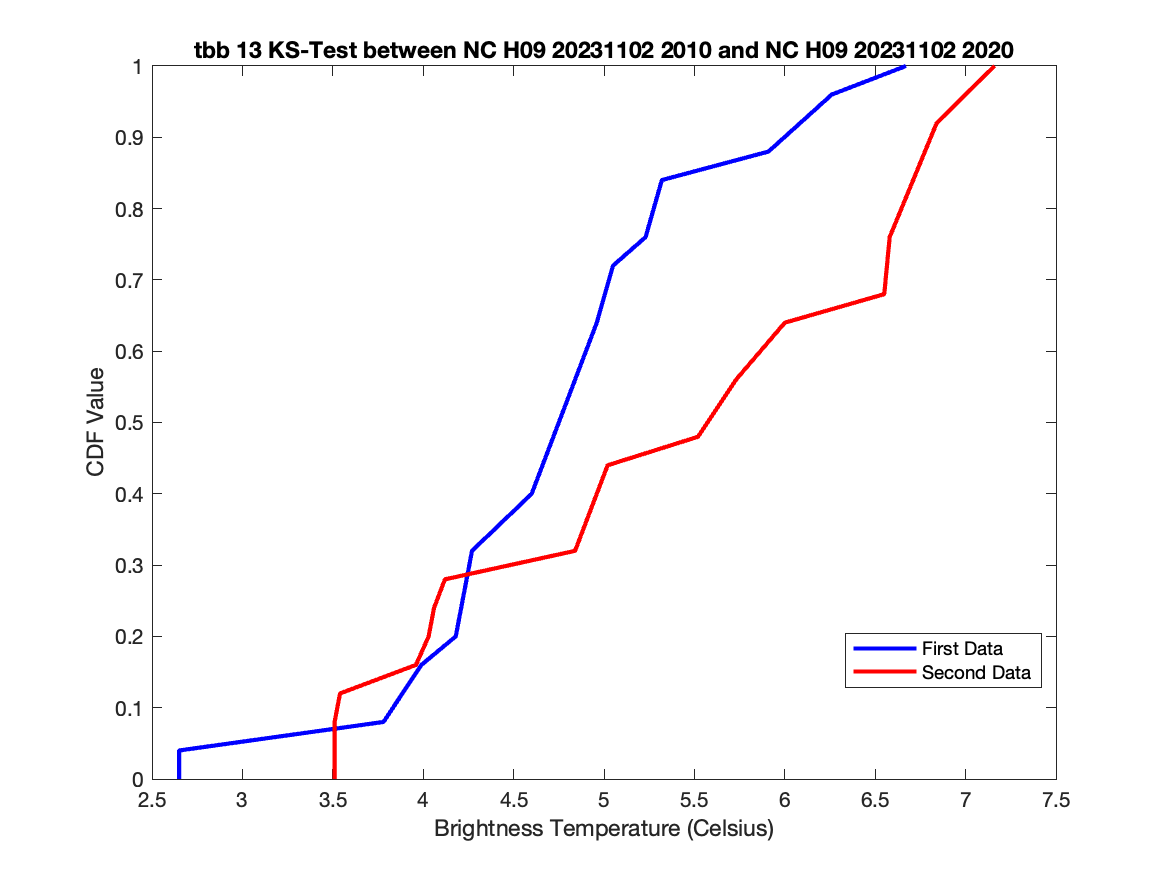 tbb 13 KS-Test between NC H09 20231102 2010 and NC H09 20231102 2020
1
0.9
0.8
0.7
0.6
0.5
0.4
0.3
0.2
0.1
0
CDF Value
First Data
Second Data
2.5 3 3.5 4 4.5 5 5.5 6 6.5 7 7.5
Brightness Temperature (Celsius)